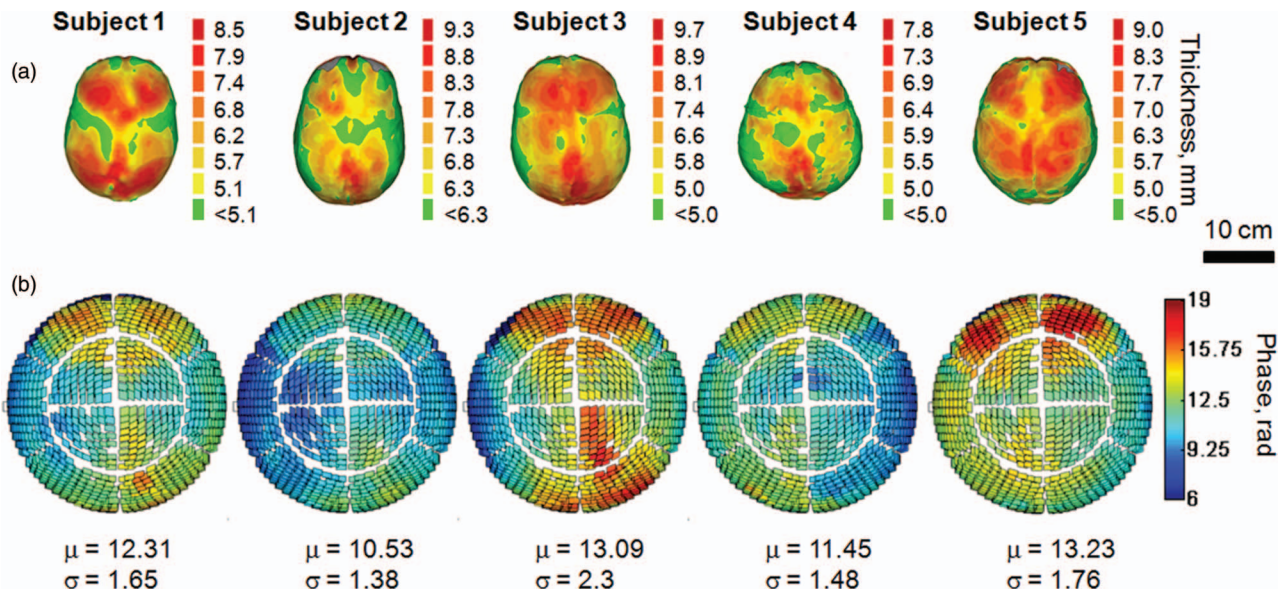 Subject 1 Subject 2 Subject 3 Subject 4 Subject 5
(a)
8.5 9.3 9.7 7.8 9.0
7.9 8.9 8.9 7.3 8.3
7.4 8.3 8.1 6.9 7.7
6.8 7.8 7.4 6.4 7.0
6.2 7.3 6.6 5.9 6.3
5.7 6.8 5.8 5.5 5.7
5.1 6.3 5.0 5.0 5.0
<5.1 <6.3 <5.0 <5.0 <5.0
Thickness, mm
10 cm
(b)
19
15.75
12.5
9.25
6
Phase, rad
μ = 12.31 μ = 10.53 μ = 13.09 μ = 11.45 μ = 13.23
σ = 1.65 σ = 1.38 σ = 2.3 σ = 1.48 σ = 1.76